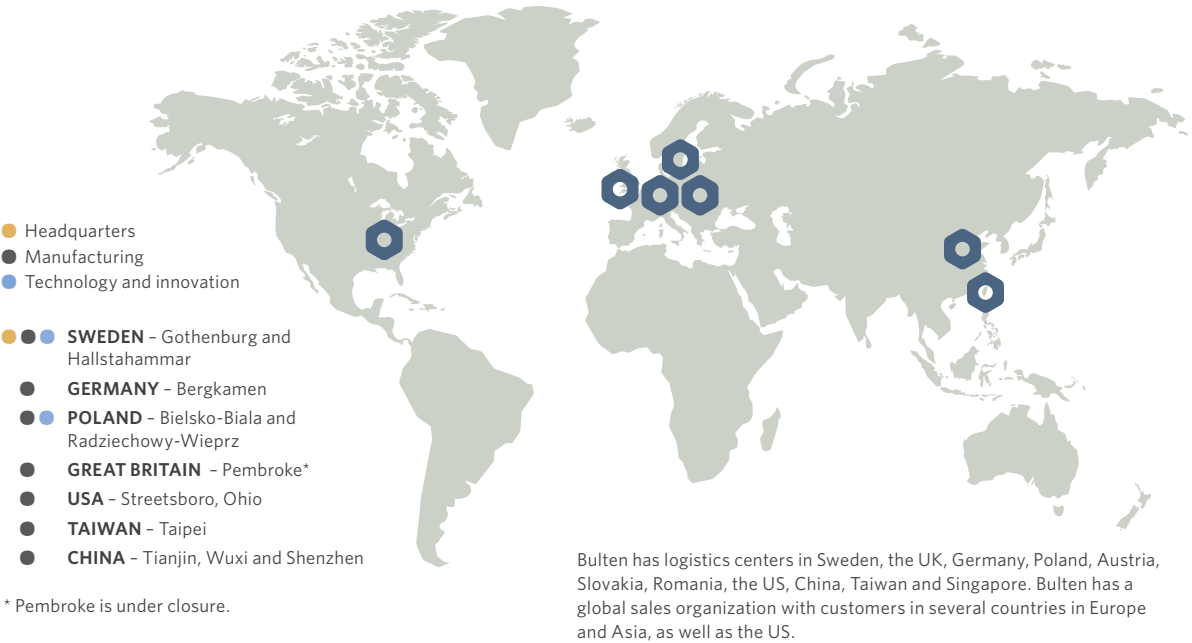 Headquarters
Manufacturing
Technology and innovation
SWEDEN – Gothenburg and
Hallstahammar
GERMANY – Bergkamen
POLAND – Bielsko-Biala and
Radziechowy-Wieprz
GREAT BRITAIN – Pembroke*
USA – Streetsboro, Ohio
TAIWAN – Taipei
CHINA – Tianjin, Wuxi and Shenzhen
* Pembroke is under closure.
Bulten has logistics centers in Sweden, the UK, Germany, Poland, Austria,
Slovakia, Romania, the US, China, Taiwan and Singapore. Bulten has a
global sales organization with customers in several countries in Europe
and Asia, as well as the US.